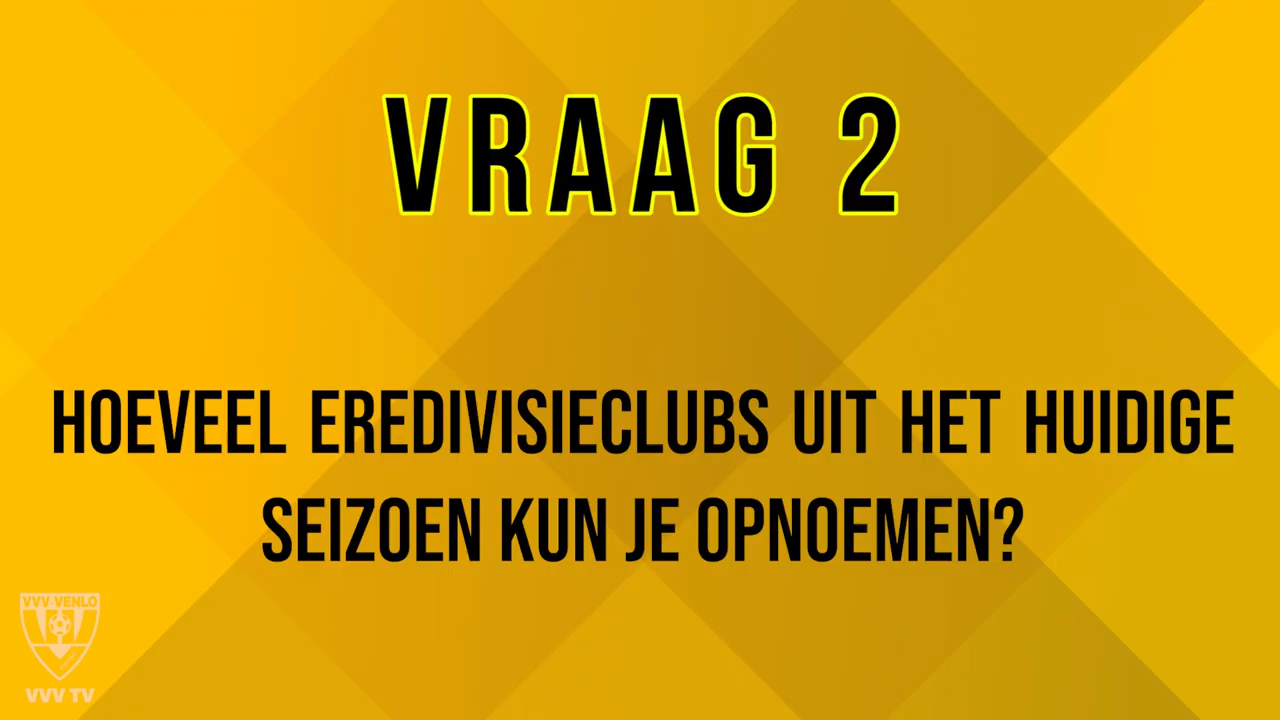 VRAAG 2
HOEVEEL EREDIVISIECLUBS UIT HET HUIDIGE
SEIZOEN KUN JE OPNOEMEN?
VVV VENLO
VVV TV